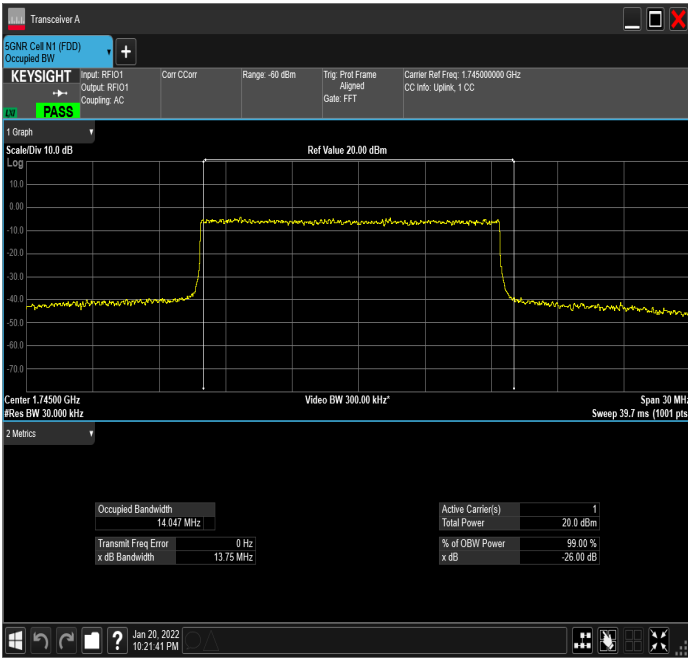 Transceiver A
5GNR Cell N1 (FDD)
Occupied BW
KEYSIGHT
PASS
Input: RFIO1
Output: RFIO1
Coupling: AC
Corr CCorr
Range: -60 dBm
Trig: Prot Frame
Aligned
Gate: FFT
Carrier Ref Freq: 1.745000000 GHz
CC Info: Uplink, 1 CC
1 Graph
Scale/Div 10.0 dB
Ref Value 20.00 dBm
Log
10.0
0.00
-10.0
-20.0
-30.0
-40.0
-50.0
-60.0
-70.0
Center 1.74500 GHz
Video BW 300.00 kHz*
Span 30 MHz
#Res BW 30.000 kHz
Sweep 39.7 ms (1001 pts
2 Metrics
Occupied Bandwidth
14.047 MHz
Transmit Freq Error 0 Hz
x dB Bandwidth 13.75 MHz
Active Carrier(s) 1
Total Power 20.0 dBm
% of OBW Power 99.00 %
x dB -26.00 dB
Jan 20, 2022
10:21:41 PM